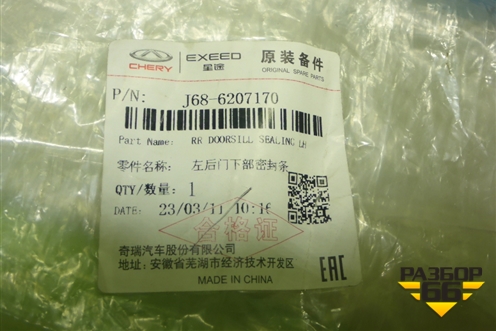 CHERY EXEED 星途 原装备件
ORIGINAL SPARE PARTS
P/N: J68-6207170
Part Name: RR DOORSILL SEALING LH
零件名称: 左后门下部密封条
QTY/数量: 1
DATE: 23/03/11 10:16
合格证
奇瑞汽车股份有限公司
地址: 安徽省芜湖市经济技术开发区
MADE IN CHINA
EAC
РАЗБОР
66